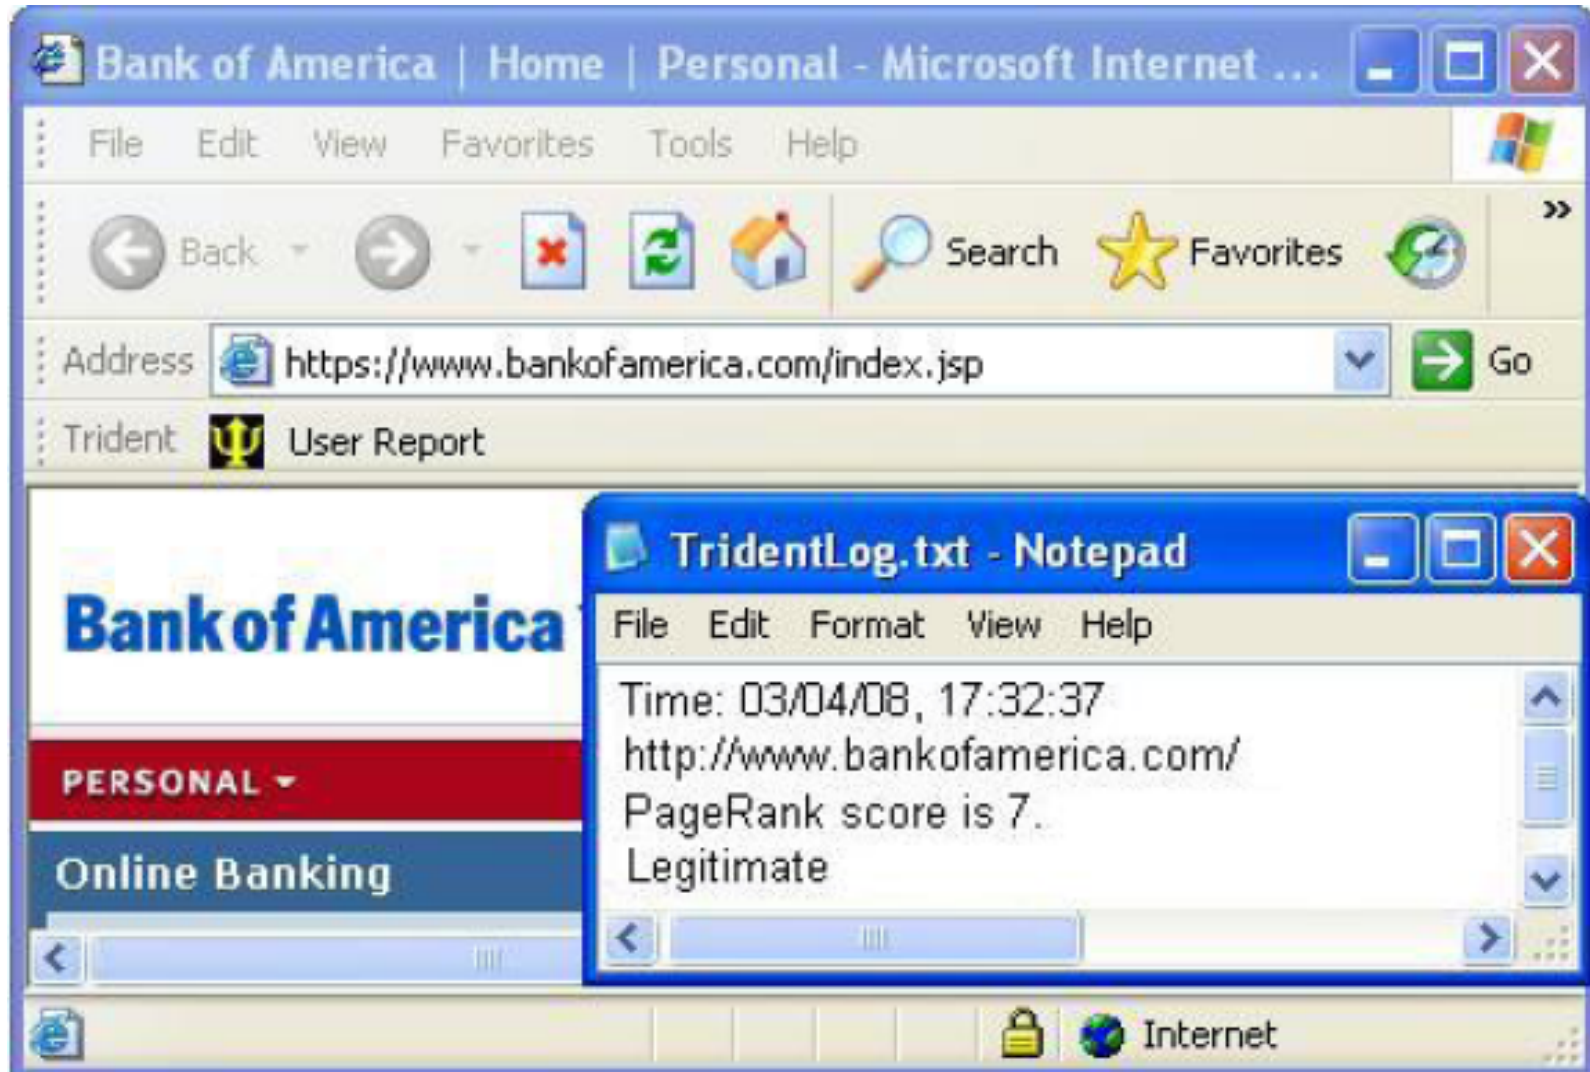 Bank of America | Home | Personal - Microsoft Internet ...
File Edit View Favorites Tools Help
Back Search Favorites »
Address https://www.bankofamerica.com/index.jsp Go
Trident User Report
Bank of America
TridentLog.txt - Notepad
File Edit Format View Help
Time: 03/04/08, 17:32:37
http://www.bankofamerica.com/
PageRank score is 7.
Legitimate
PERSONAL
Online Banking
Internet